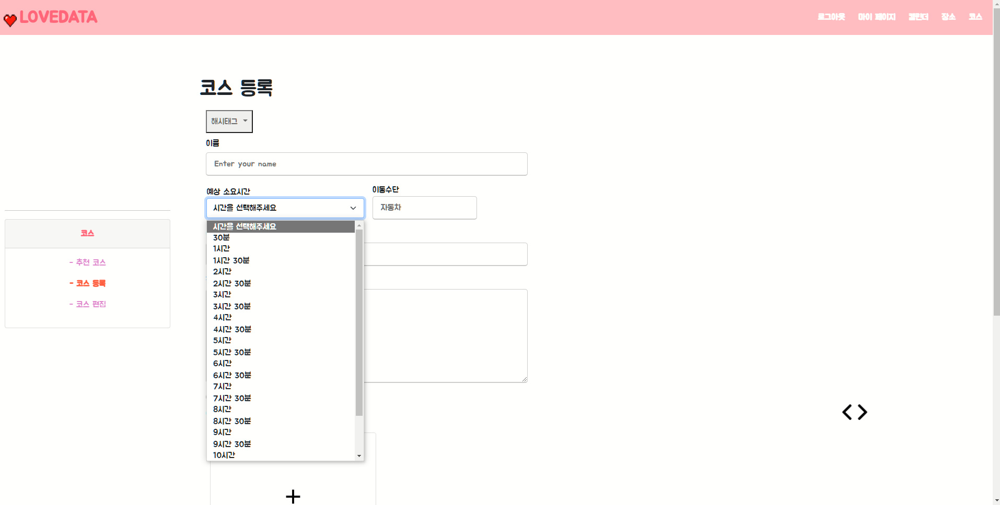 LOVEDATA
로그아웃 마이 페이지 캘린더 장소 코스
코스 등록
해시태그
이름
Enter your name
예상 소요시간
이동수단
시간을 선택해주세요
자동차
시간을 선택해주세요
30분
1시간
1시간 30분
2시간
2시간 30분
3시간
3시간 30분
4시간
4시간 30분
5시간
5시간 30분
6시간
6시간 30분
7시간
7시간 30분
8시간
8시간 30분
9시간
9시간 30분
10시간
코스
- 추천 코스
- 코스 등록
- 코스 편집